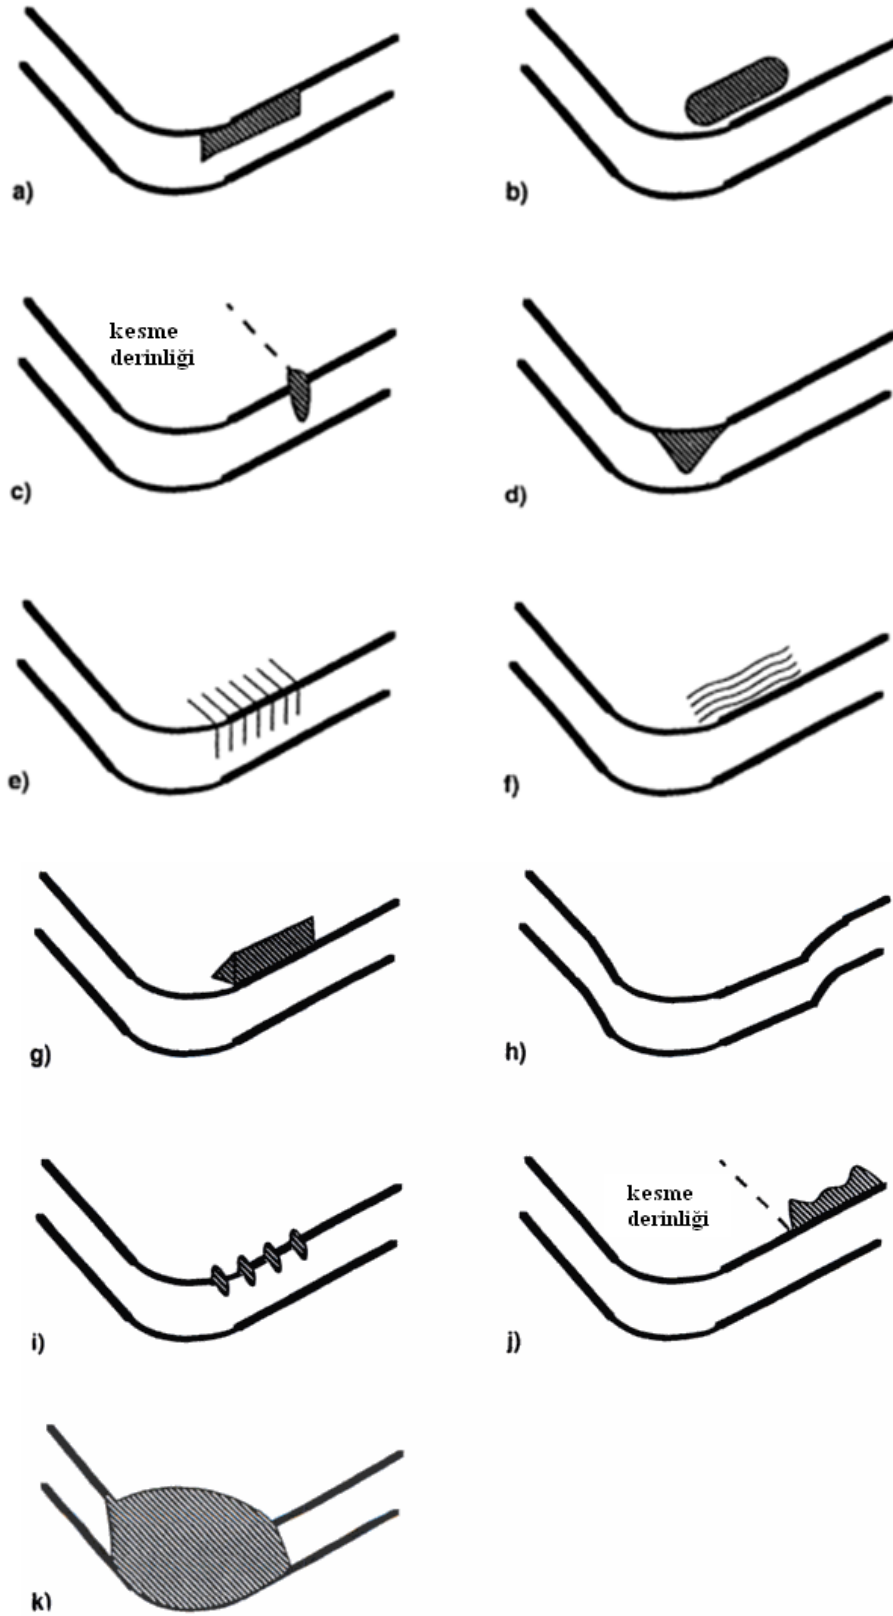 a)
b)
kesme
derinliği
c)
d)
e)
f)
g)
h)
kesme
derinliği
i)
j)
k)